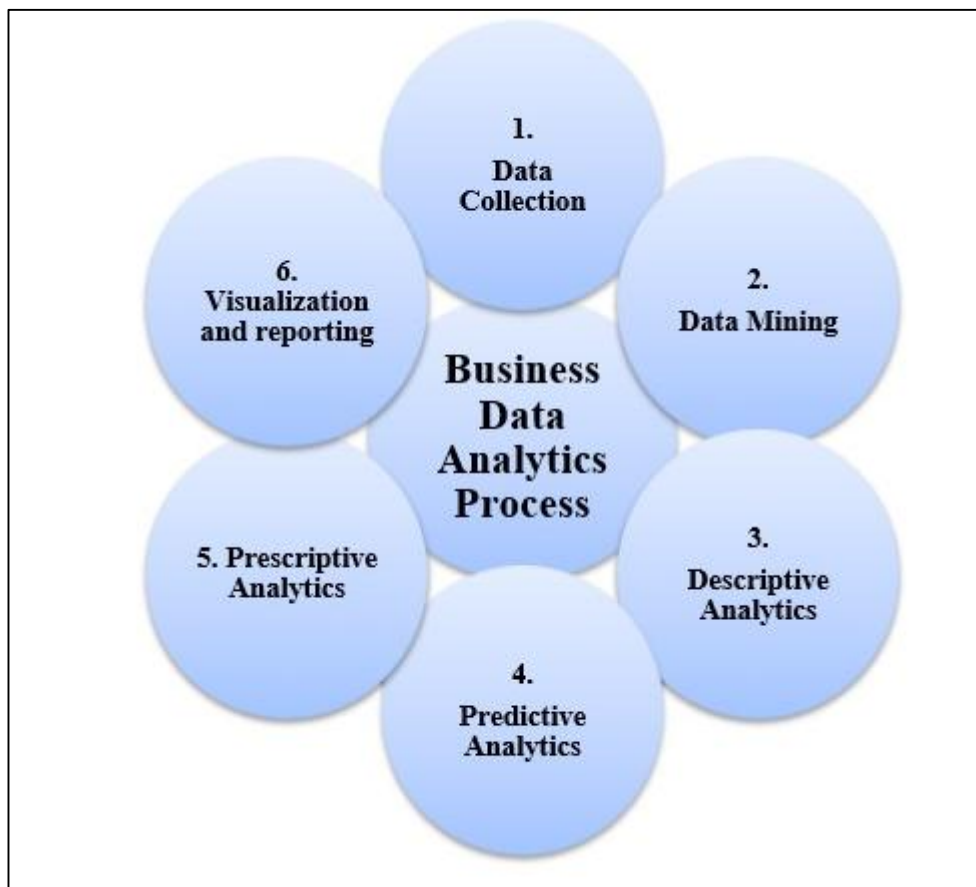 1.
Data
Collection
2.
Data Mining
3.
Descriptive
Analytics
4.
Predictive
Analytics
5. Prescriptive
Analytics
6.
Visualization
and reporting
Business
Data
Analytics
Process